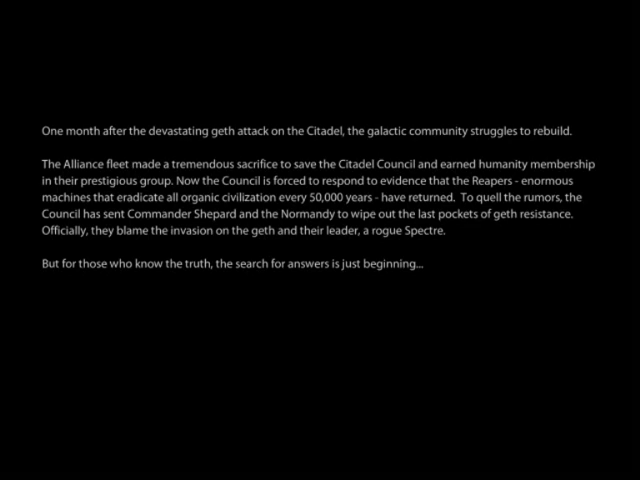 One month after the devastating geth attack on the Citadel, the galactic community struggles to rebuild.
The Alliance fleet made a tremendous sacrifice to save the Citadel Council and earned humanity membership
in their prestigious group. Now the Council is forced to respond to evidence that the Reapers - enormous
machines that eradicate all organic civilization every 50,000 years - have returned. To quell the rumors, the
Council has sent Commander Shepard and the Normandy to wipe out the last pockets of geth resistance.
Officially, they blame the invasion on the geth and their leader, a rogue Spectre.
But for those who know the truth, the search for answers is just beginning...